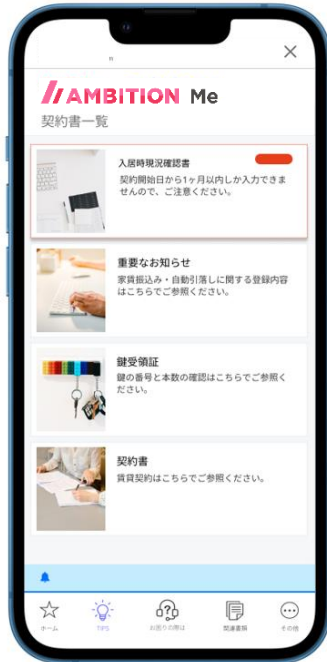 AMBITION Me
契約書一覧
入居時現況確認書
契約開始日から1ヶ月以内しか入力できま
せんので、ご注意ください。
重要なお知らせ
家賃振込み・自動引落しに関する登録内容
はこちらでご参照ください。
鍵受領証
鍵の番号と本数の確認はこちらでご参照く
ださい。
契約書
賃貸契約はこちらでご参照ください。
ホーム
TIPS
お困りの際は
関連書類
その他